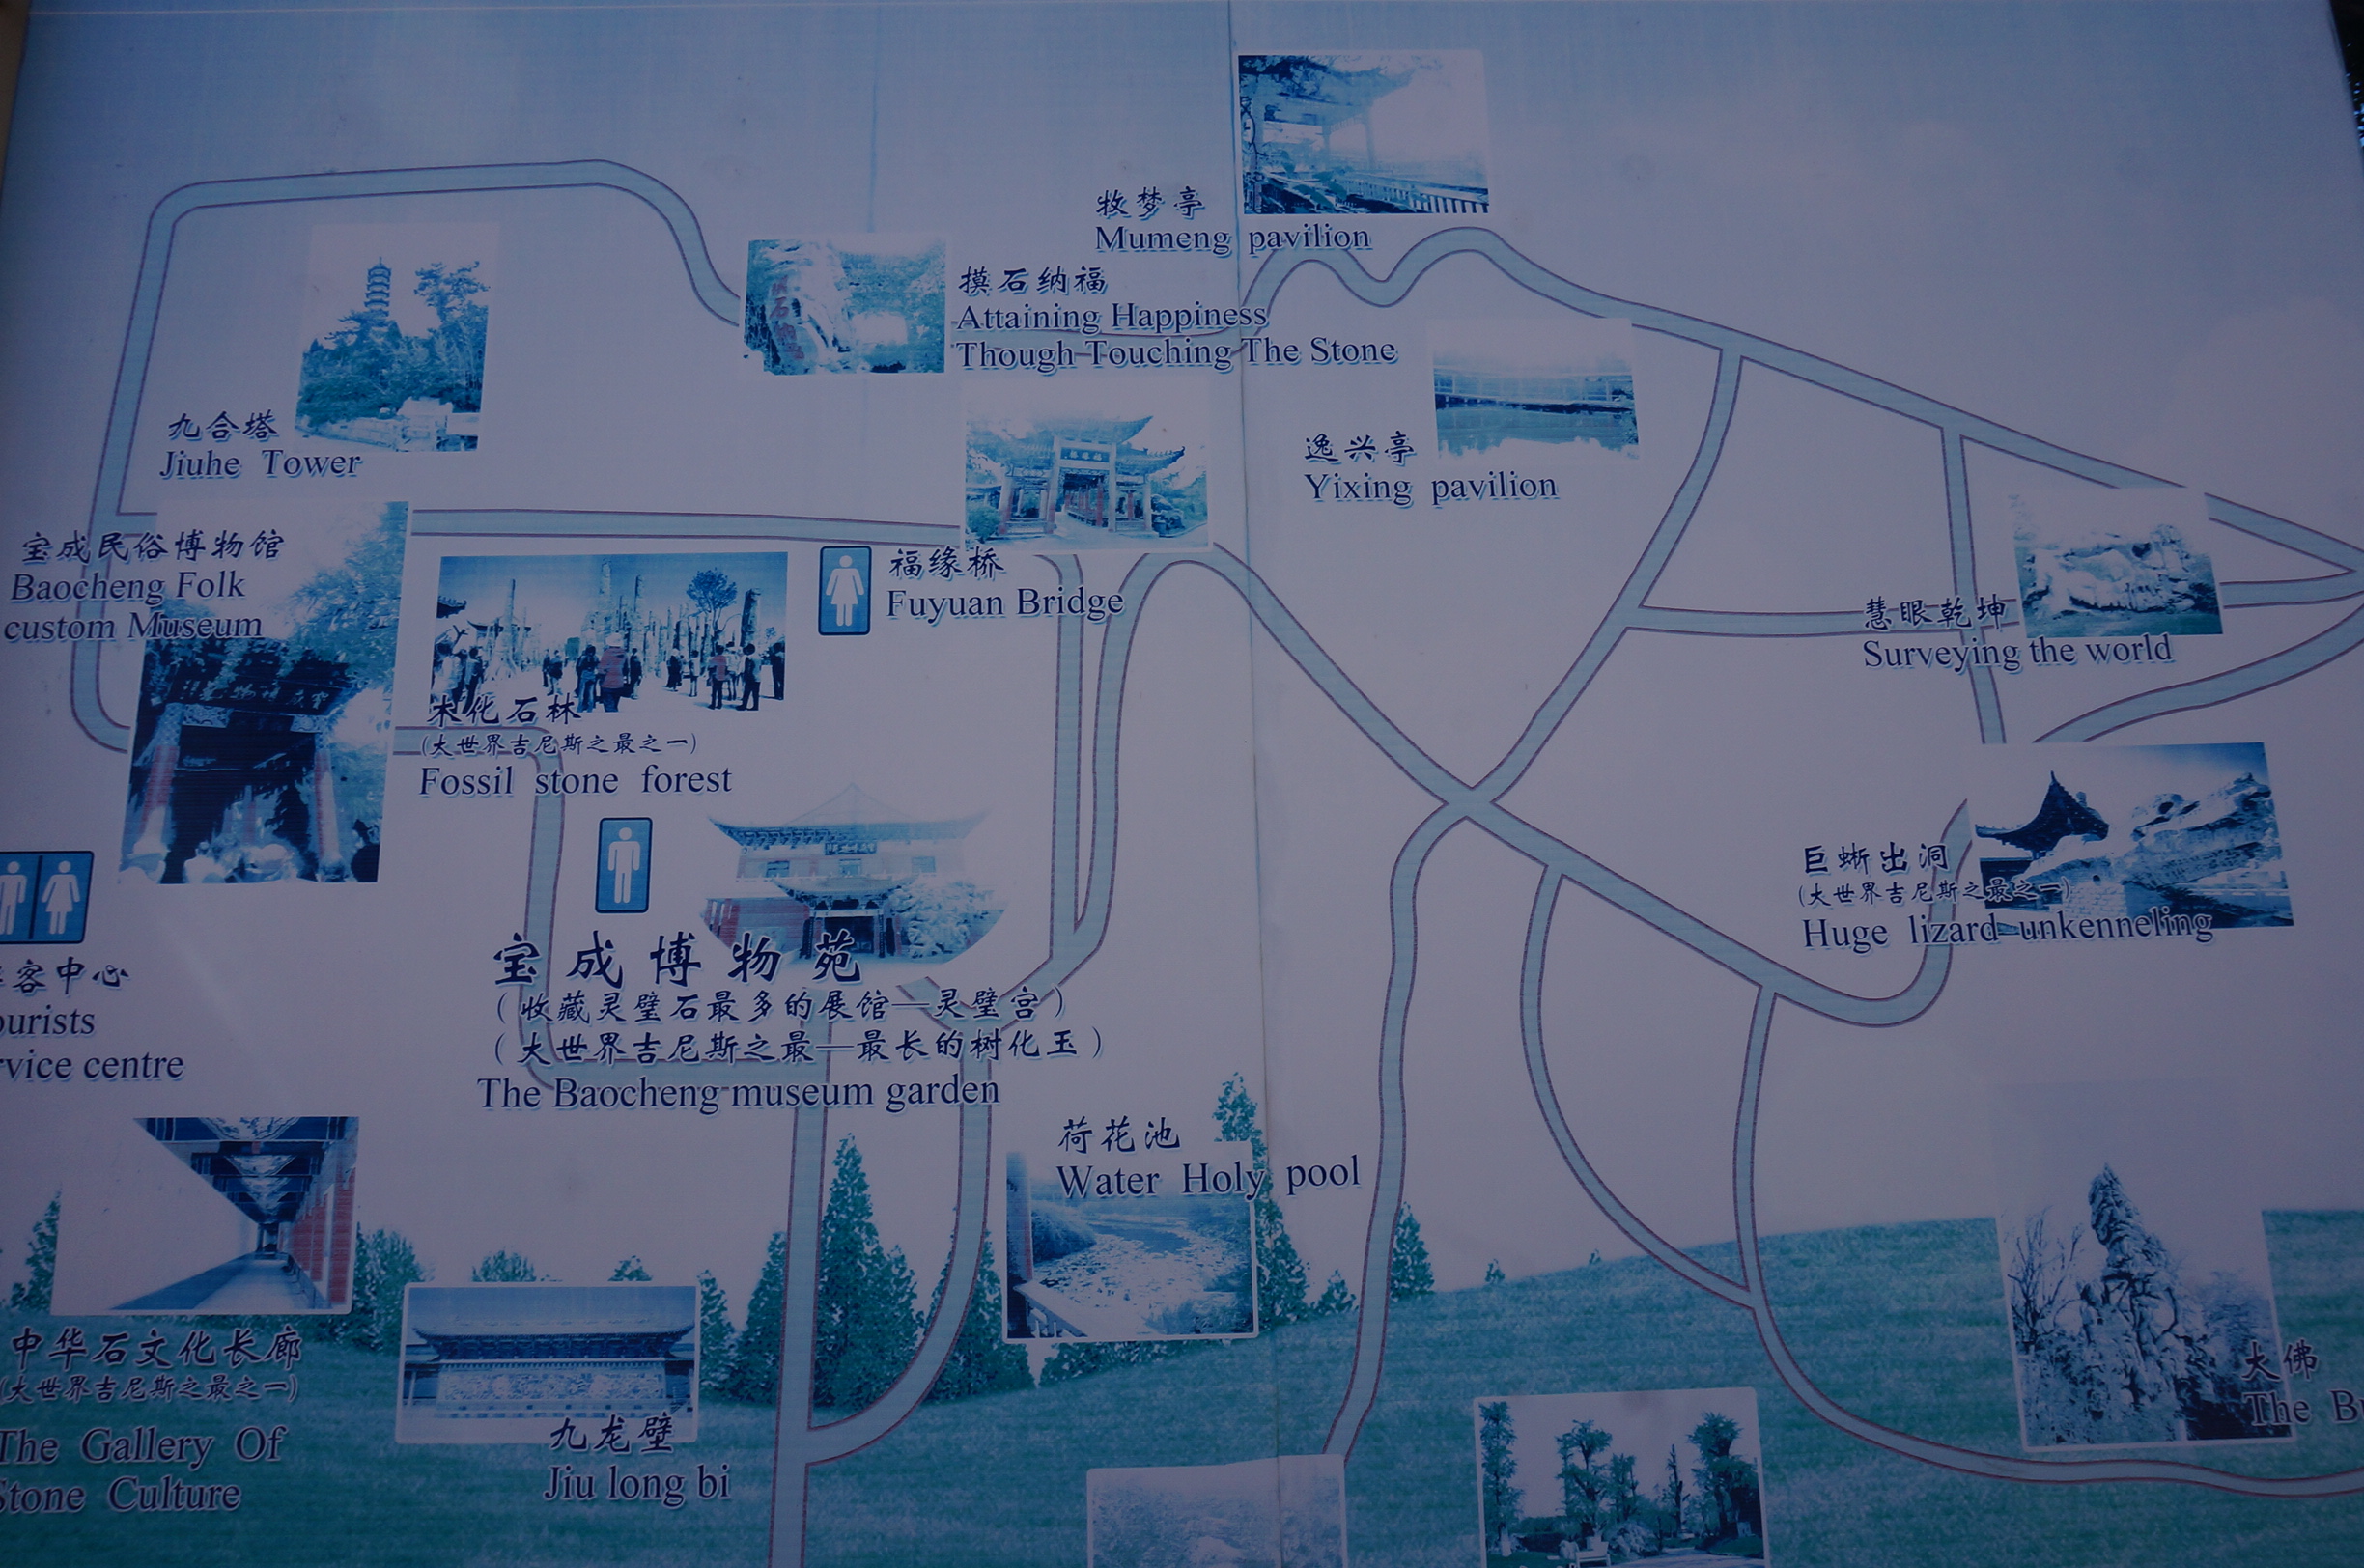 牧梦亭
Mumeng pavilion
摸石纳福
Attaining Happiness
Though Touching The Stone
九合塔
Jiuhe Tower
逸兴亭
Yixing pavilion
宝成民俗博物馆
Baocheng Folk
custom Museum
福缘桥
Fuyuan Bridge
慧眼乾坤
Surveying the world
木化石林
(大世界吉尼斯之最之一)
Fossil stone forest
巨蜥出洞
(大世界吉尼斯之最之一)
Huge lizard unkenneling
客中心
ourists
rvice centre
宝成博物苑
(收藏灵璧石最多的展馆—灵璧宫)
(大世界吉尼斯之最—最长的树化玉)
The Baocheng museum garden
荷花池
Water Holy pool
中华石文化长廊
(大世界吉尼斯之最之一)
The Gallery Of
Stone Culture
九龙壁
Jiu long bi
大佛
The Bu